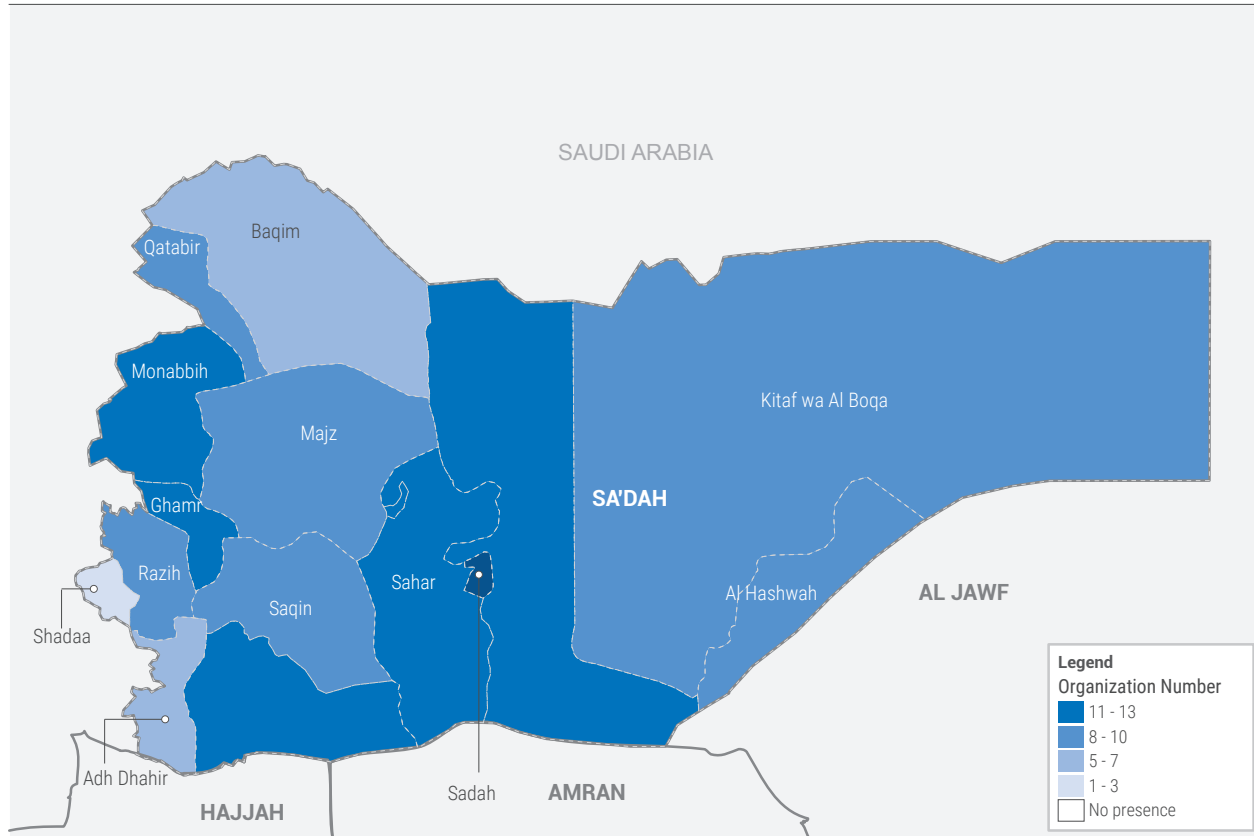 SAUDI ARABIA
Baqim
Qatabir
Monabbih
Kitaf wa Al Boqa
Majz
SA'DAH
Ghamr
Razih
Sahar
Al Hashwah
AL JAWF
Saqin
Shadaa
Adh Dhahir
Sadah
AMRAN
HAJJAH
Legend
Organization Number
11 - 13
8 - 10
5 - 7
1 - 3
No presence